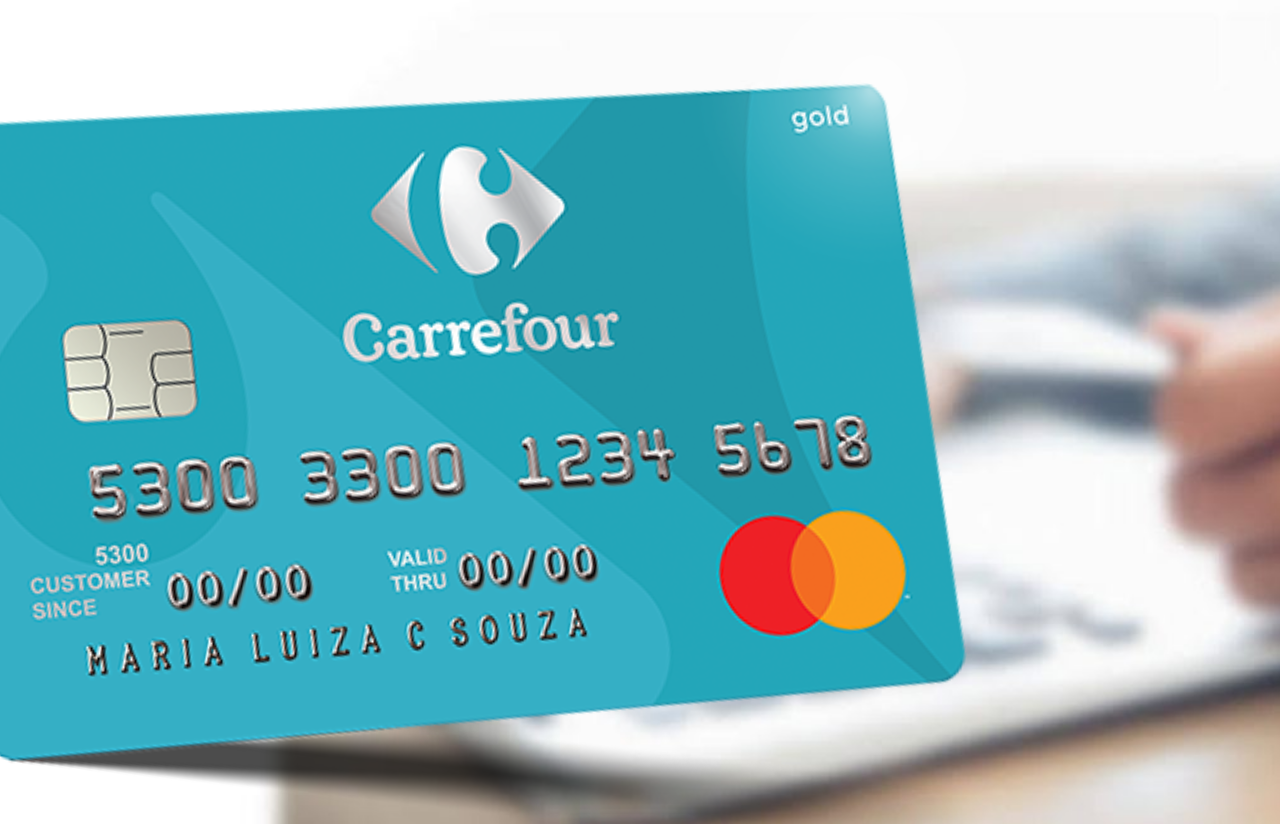 gold
Carrefour
5300 3300 1234 5678
5300
CUSTOMER
SINCE
00/00
VALID
THRU
00/00
MARIA LUIZA C SOUZA